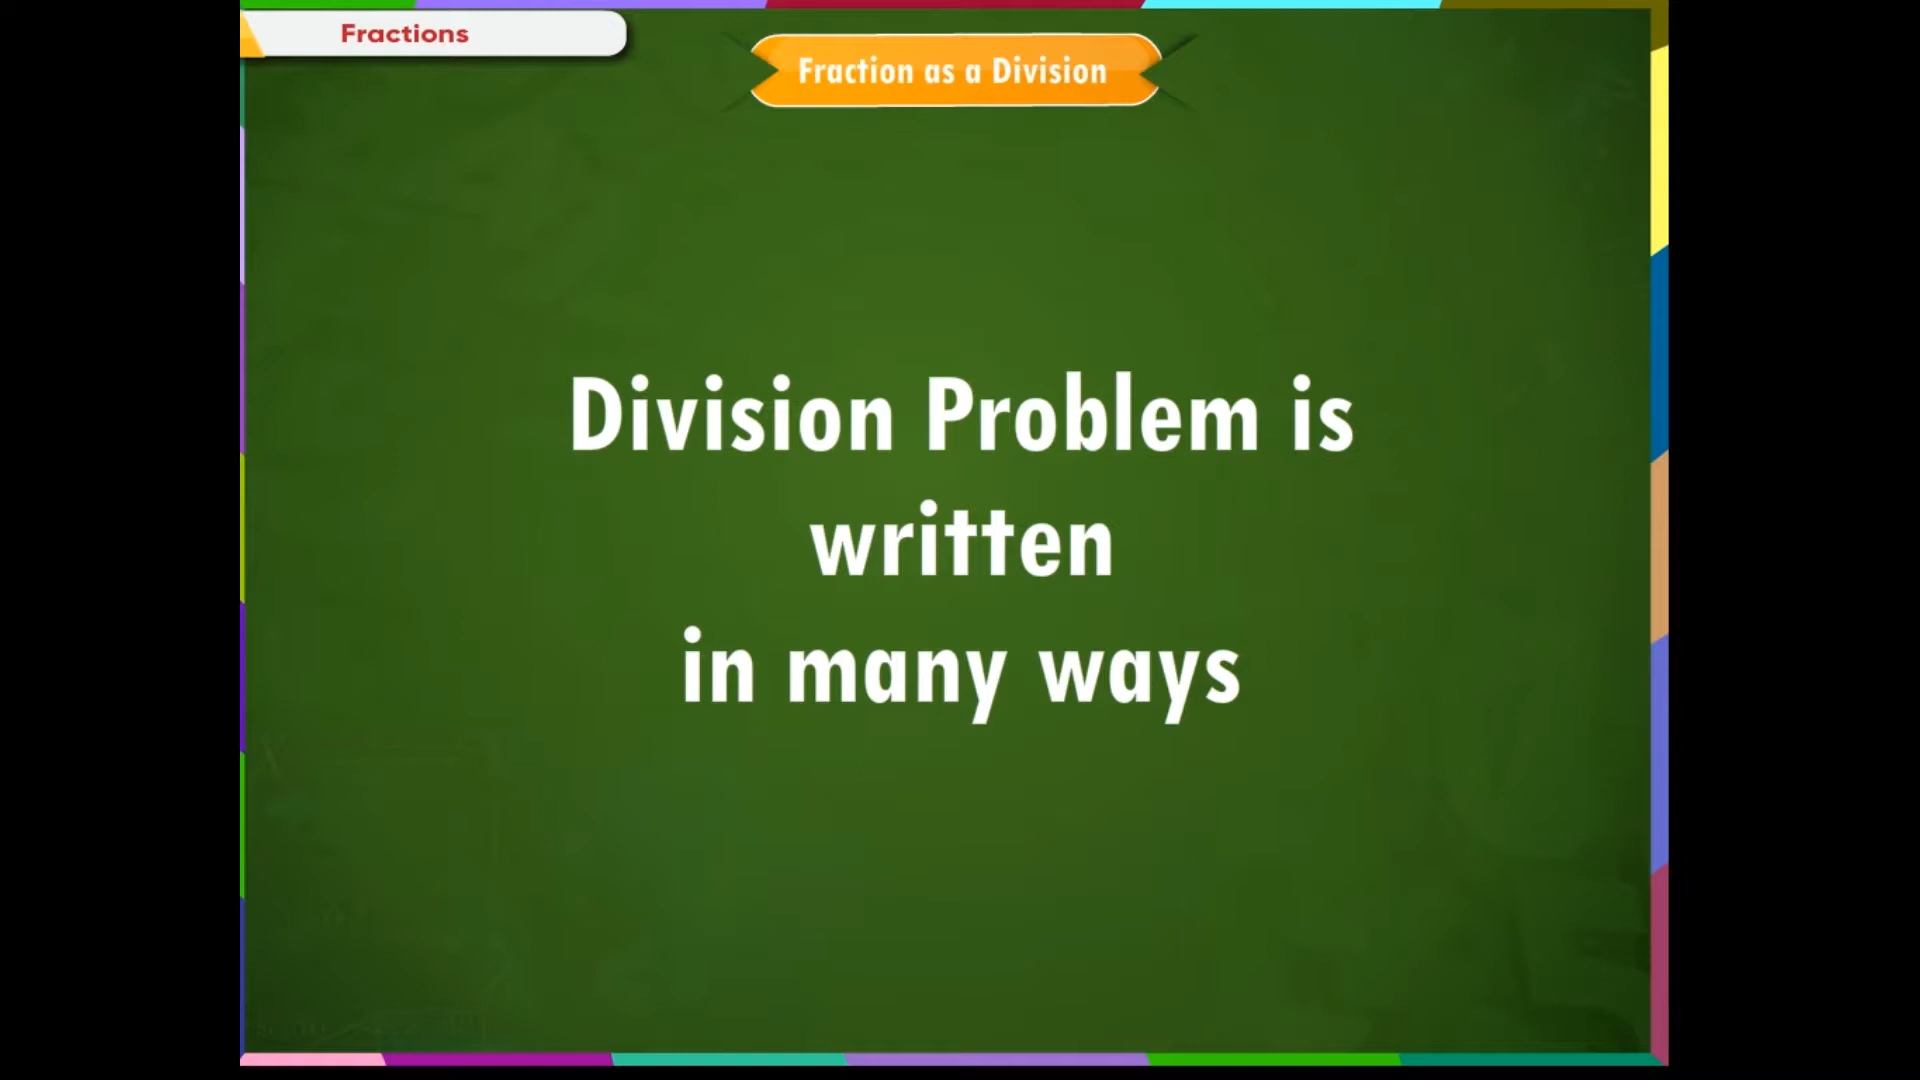 Fractions
Fraction as a Division
Division Problem is
written
in many ways